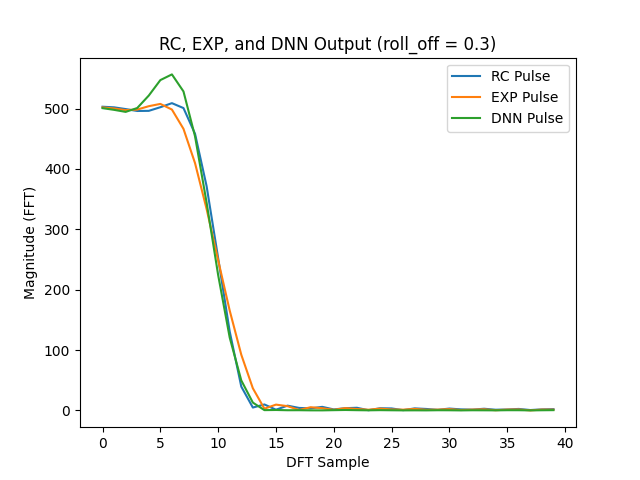 RC, EXP, and DNN Output (roll_off = 0.3)
RC Pulse
EXP Pulse
DNN Pulse
Magnitude (FFT)
500
400
300
200
100
0
0 5 10 15 20 25 30 35 40
DFT Sample